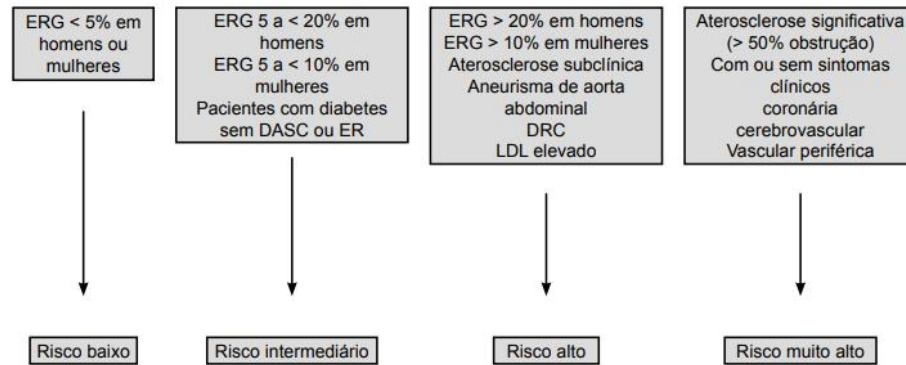 ERG < 5% em
homens ou
mulheres
ERG 5 a < 20% em
homens
ERG 5 a < 10% em
mulheres
Pacientes com diabetes
sem DASC ou ER
ERG > 20% em homens
ERG > 10% em mulheres
Aterosclerose subclínica
Aneurisma de aorta
abdominal
DRC
LDL elevado
Aterosclerose significativa
(> 50% obstrução)
Com ou sem sintomas
clínicos
coronária
cerebrovascular
Vascular periférica
Risco baixo
Risco intermediário
Risco alto
Risco muito alto